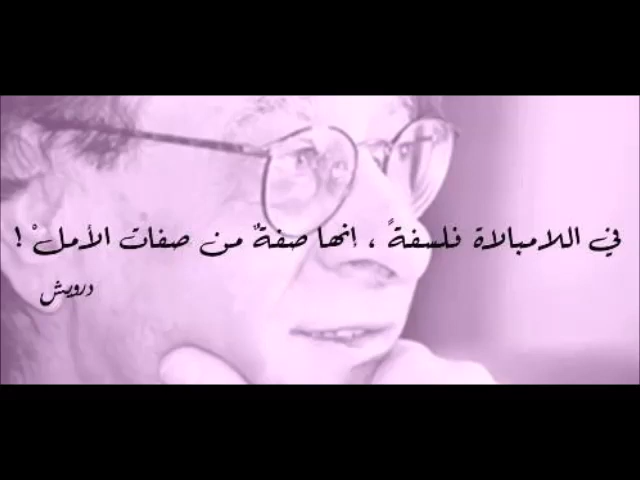 في اللامبالاة فلسفةً ، إنها صفةٌ من صفات الأملْ !
درويش